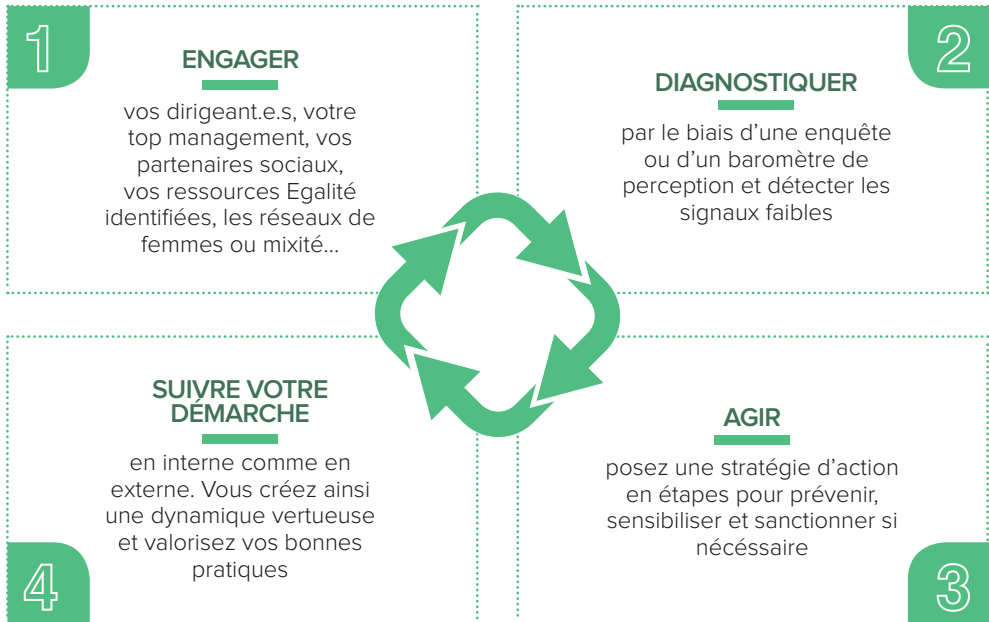 1
ENGAGER
vos dirigeant.e.s, votre
top management, vos
partenaires sociaux,
vos ressources Egalité
identifiées, les réseaux de
femmes ou mixité...
2
DIAGNOSTIQUER
par le biais d’une enquête
ou d’un baromètre de
perception et détecter les
signaux faibles
AGIR
posez une stratégie d’action
en étapes pour prévenir,
sensibiliser et sanctionner si
nécéssaire
3
SUIVRE VOTRE
DÉMARCHE
en interne comme en
externe. Vous créez ainsi
une dynamique vertueuse
et valorisez vos bonnes
pratiques
4